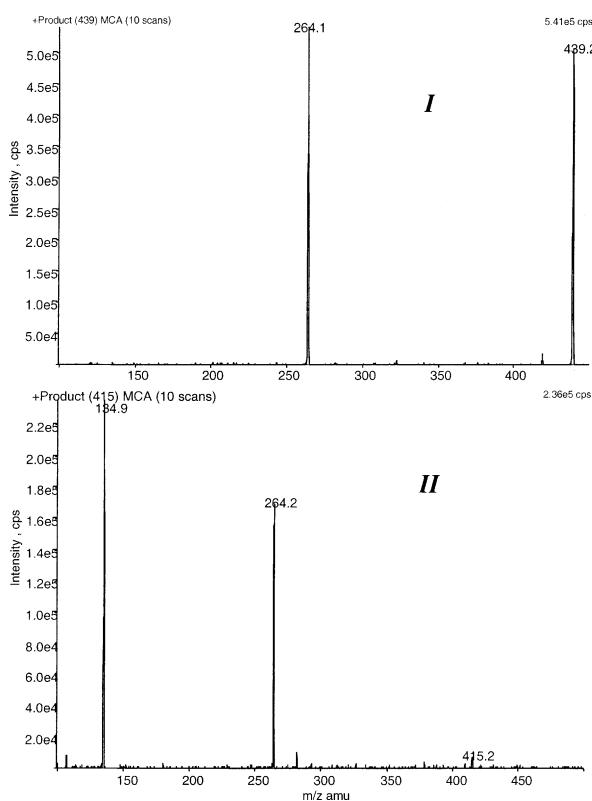 +Product (439) MCA (10 scans)
5.41e5 cps
264.1
439.2
I
5.0e5
4.5e5
4.0e5
3.5e5
3.0e5
2.5e5
2.0e5
1.5e5
1.0e5
5.0e4
Intensity , cps
150 200 250 300 350 400
+Product (415) MCA (10 scans)
2.36e5 cps
134.9
264.2
415.2
II
2.2e5
2.0e5
1.8e5
1.6e5
1.4e5
1.2e5
1.0e5
8.0e4
6.0e4
4.0e4
2.0e4
Intensity , cps
150 200 250 300 350 400 450
m/z amu